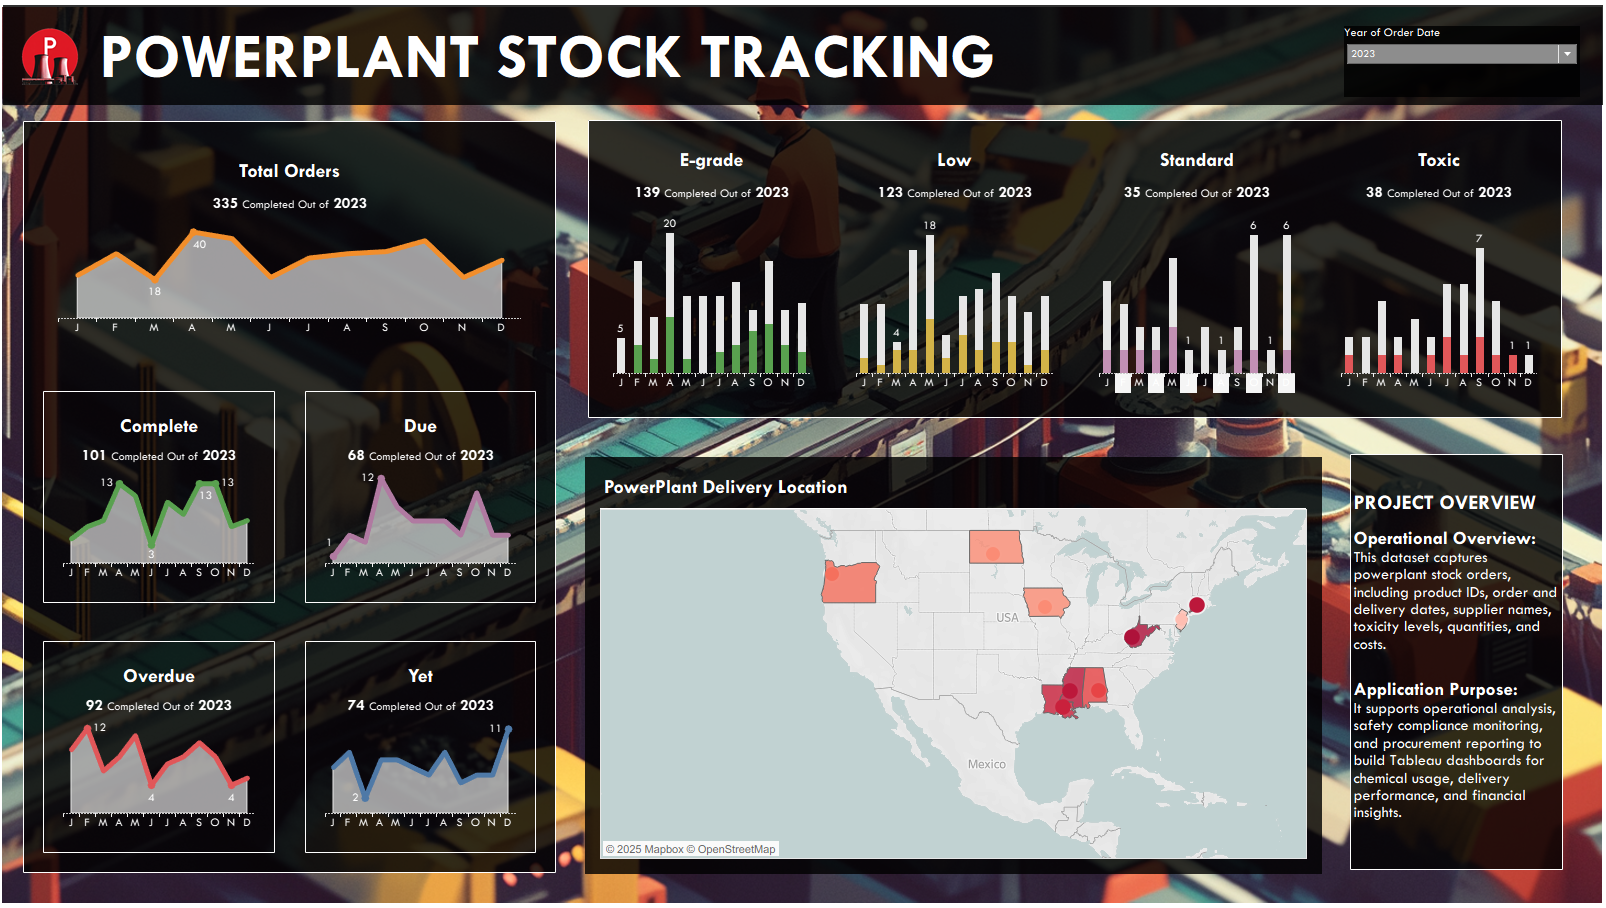 P
POWERPLANT STOCK TRACKING
Year of Order Date
2023
Total Orders
335 Completed Out of 2023
40
18
J F M A M J J A S O N D
Complete
101 Completed Out of 2023
13 13
13
3
J F M A M J J A S O N D
Due
68 Completed Out of 2023
12
1
J F M A M J J A S O N D
Overdue
92 Completed Out of 2023
12
4 4
J F M A M J J A S O N D
Yet
74 Completed Out of 2023
11
2
J F M A M J J A S O N D
E-grade
139 Completed Out of 2023
20
5
J F M A M J J A S O N D
Low
123 Completed Out of 2023
18
4
J F M A M J J A S O N D
Standard
35 Completed Out of 2023
6 6
1 1 1
J M A M J A S N
Toxic
38 Completed Out of 2023
7
1 1
J F M A M J J A S O N D
PowerPlant Delivery Location
USA
Mexico
© 2025 Mapbox © OpenStreetMap
PROJECT OVERVIEW
Operational Overview:
This dataset captures
powerplant stock orders,
including product IDs, order and
delivery dates, supplier names,
toxicity levels, quantities, and
costs.
Application Purpose:
It supports operational analysis,
safety compliance monitoring,
and procurement reporting to
build Tableau dashboards for
chemical usage, delivery
performance, and financial
insights.